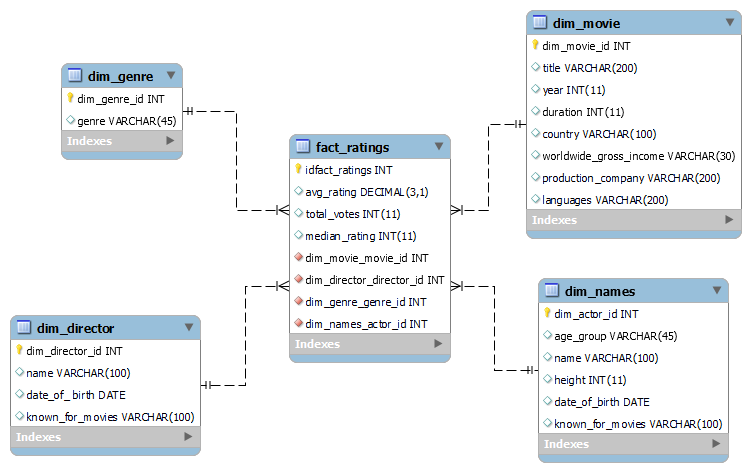 dim_genre
dim_genre_id INT
genre VARCHAR(45)
Indexes
dim_movie
dim_movie_id INT
title VARCHAR(200)
year INT(11)
duration INT(11)
country VARCHAR(100)
worldwide_gross_income VARCHAR(30)
production_company VARCHAR(200)
languages VARCHAR(200)
Indexes
fact_ratings
idfact_ratings INT
avg_rating DECIMAL(3,1)
total_votes INT(11)
median_rating INT(11)
dim_movie_movie_id INT
dim_director_director_id INT
dim_genre_genre_id INT
dim_names_actor_id INT
Indexes
dim_director
dim_director_id INT
name VARCHAR(100)
date_of_ birth DATE
known_for_movies VARCHAR(100)
Indexes
dim_names
dim_actor_id INT
age_group VARCHAR(45)
name VARCHAR(100)
height INT(11)
date_of_birth DATE
known_for_movies VARCHAR(100)
Indexes